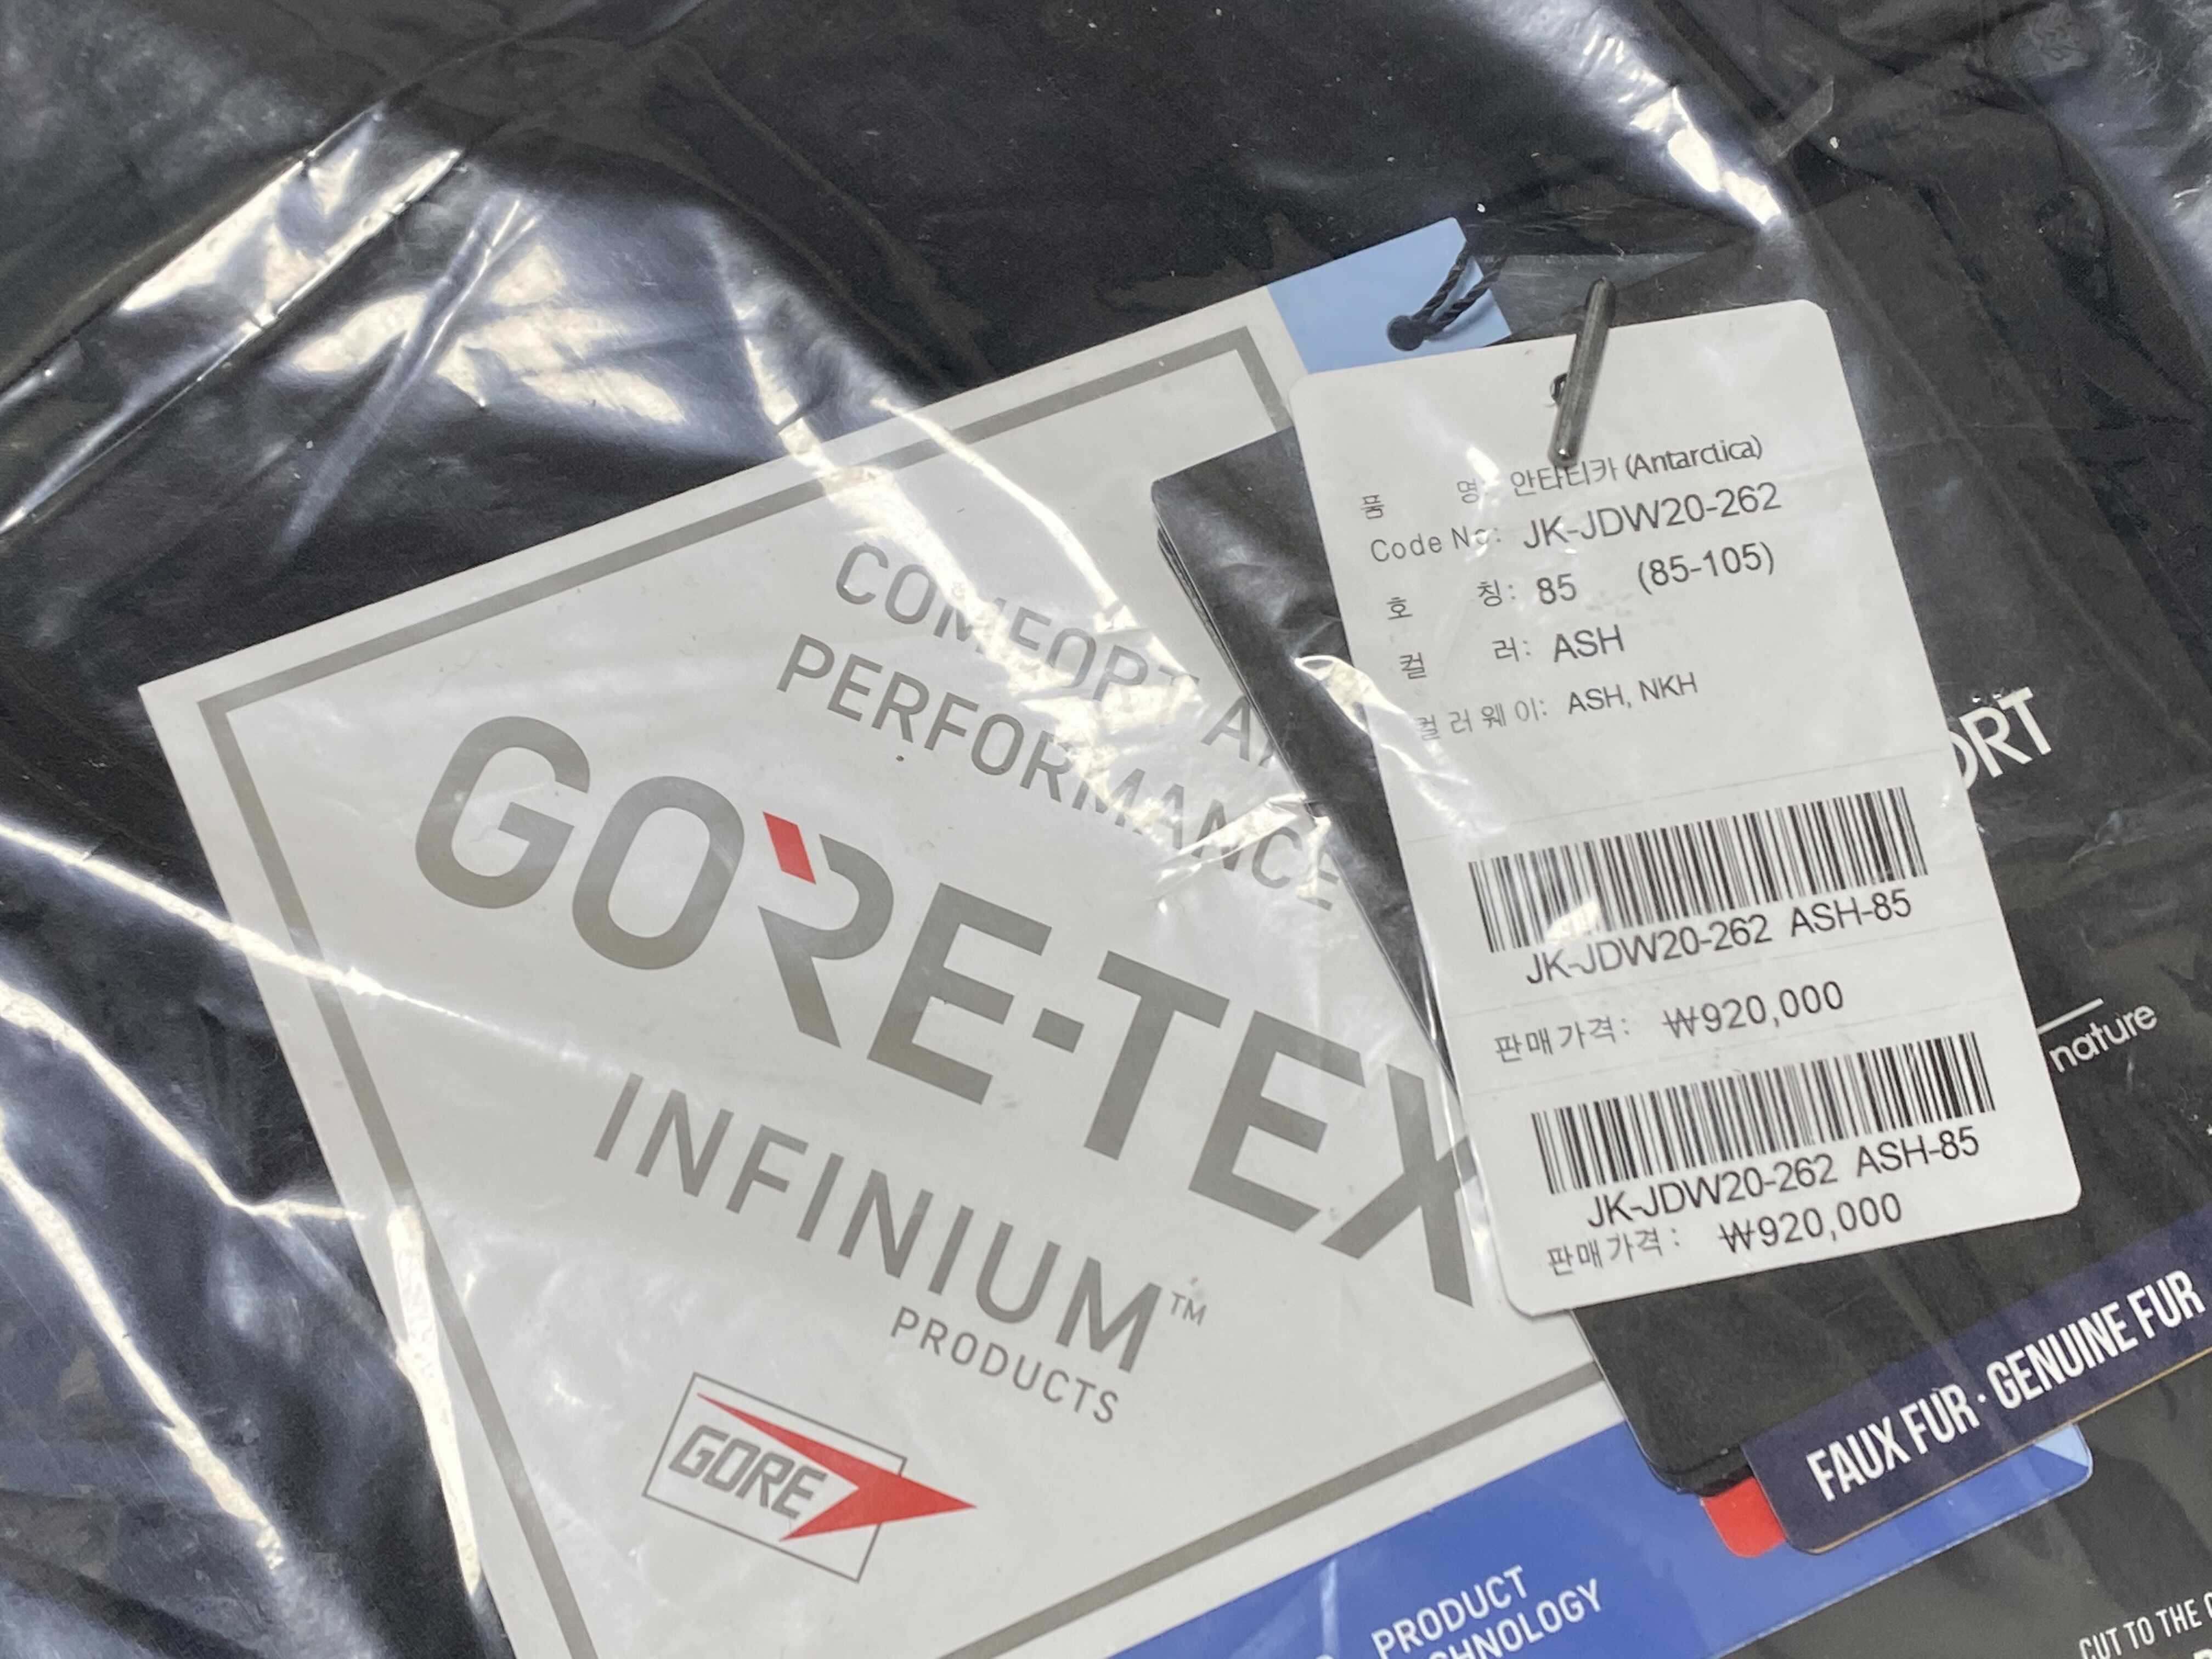 COMFORT
PERFORMANCE
GORE-TEX
INFINIUM™
PRODUCTS
GORE
품 명: 안타티카 (Antarctica)
Code No: JK-JDW20-262
호 칭: 85 (85-105)
컬 러: ASH
컬러웨이: ASH, NKH
JK-JDW20-262 ASH-85
판매가격: ₩920,000
JK-JDW20-262 ASH-85
판매가격: ₩920,000
nature
FAUX FUR · GENUINE FUR
PRODUCT
CUT TO THE